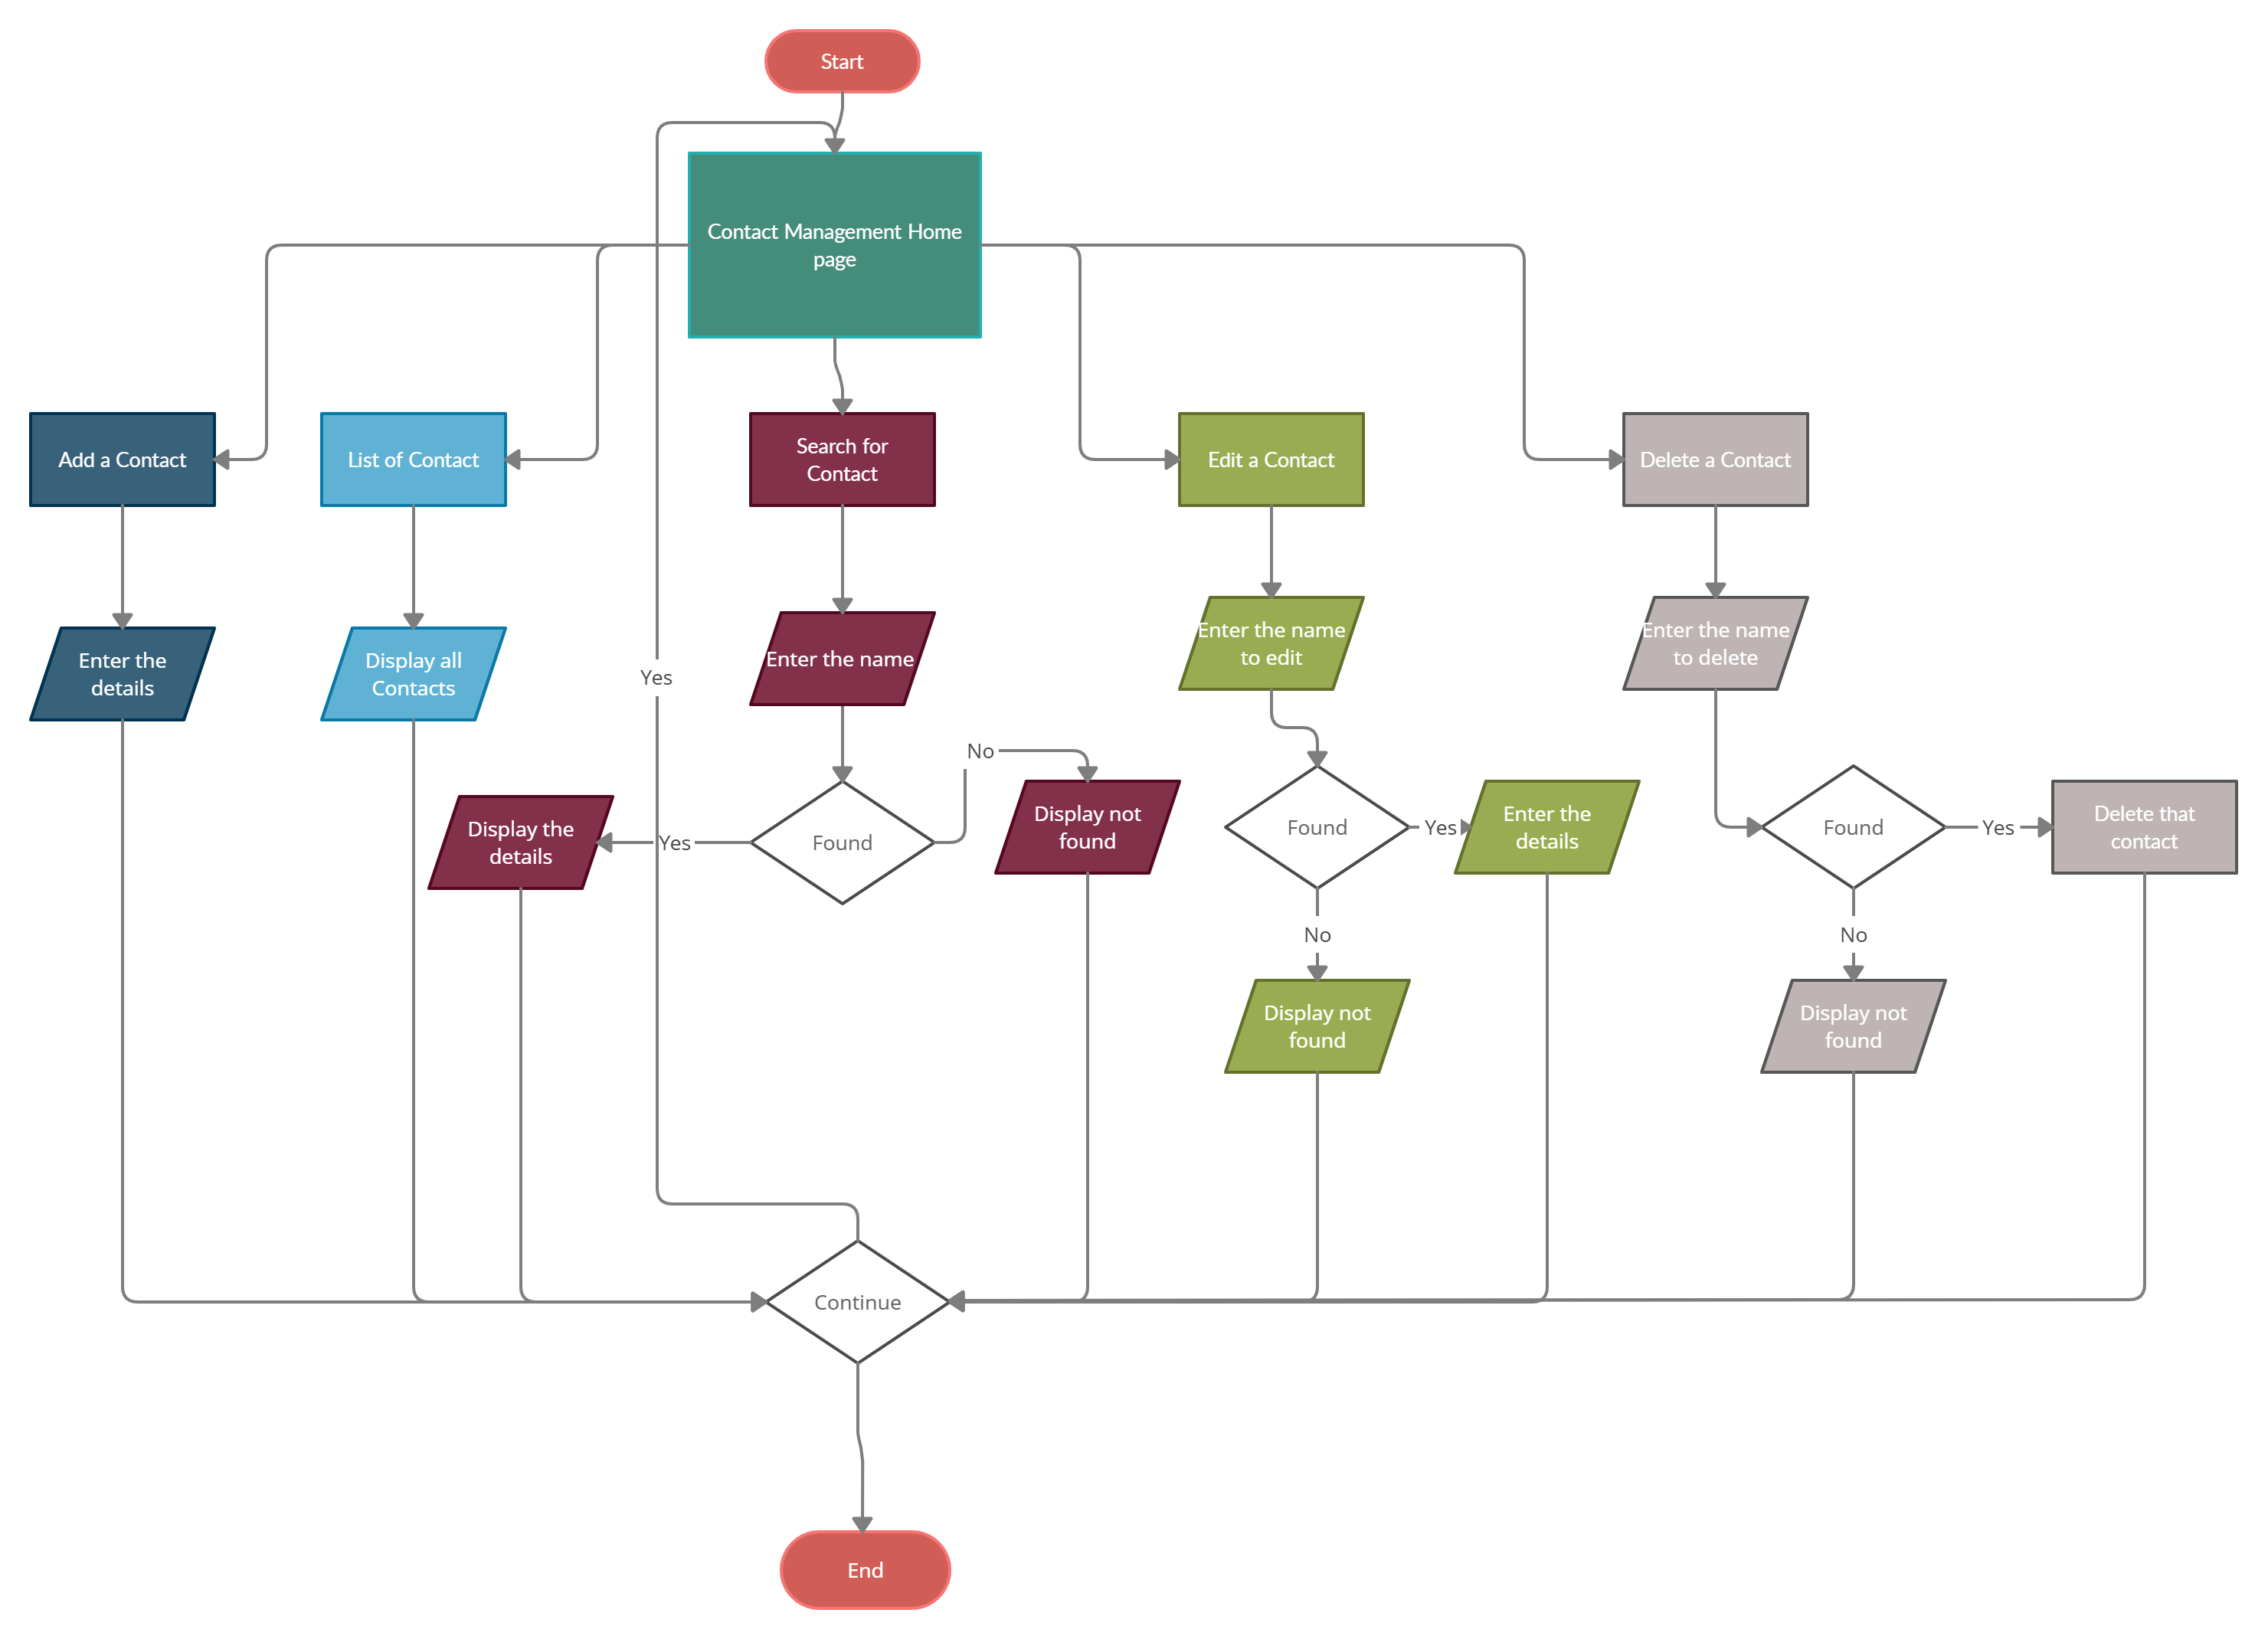 Start
Contact Management Home
page
Add a Contact
List of Contact
Search for
Contact
Edit a Contact
Delete a Contact
Enter the
details
Display all
Contacts
Enter the name
Enter the name
to edit
Enter the name
to delete
Yes
No
Display the
details
Yes
Found
Display not
found
Found
Yes
Enter the
details
Found
Yes
Delete that
contact
No
No
Display not
found
Display not
found
Continue
End